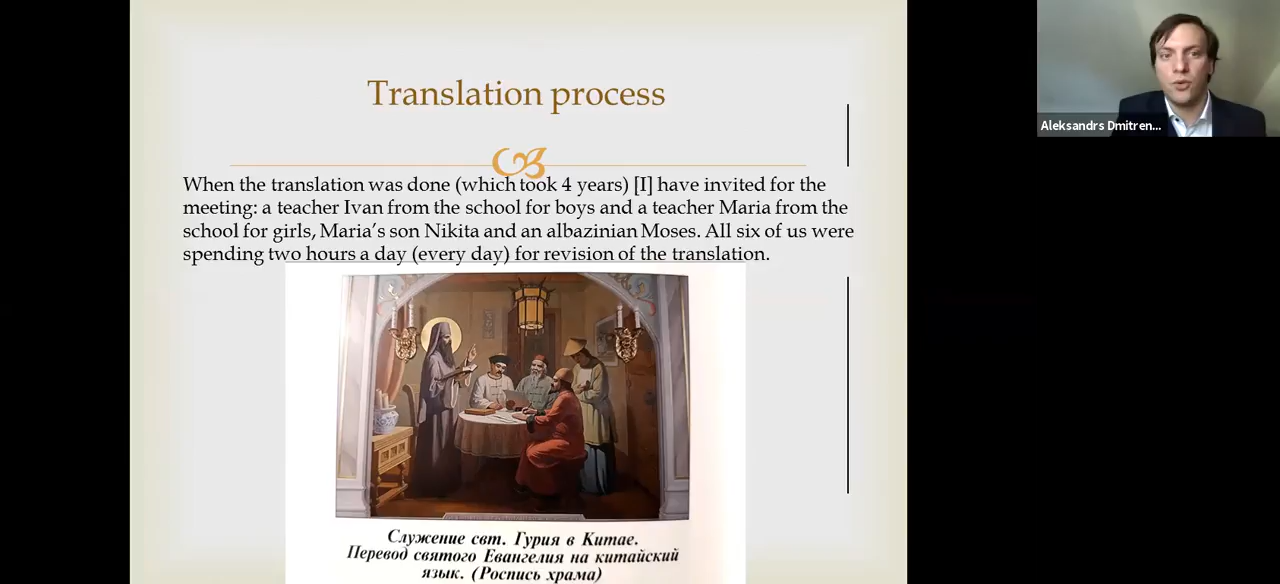 Translation process
When the translation was done (which took 4 years) [I] have invited for the
meeting: a teacher Ivan from the school for boys and a teacher Maria from the
school for girls, Maria's son Nikita and an albazinian Moses. All six of us were
spending two hours a day (every day) for revision of the translation.
Служение свт. Гурия в Китае.
Перевод святого Евангелия на китайский
язык. (Роспись храма)
Aleksandrs Dmitren...